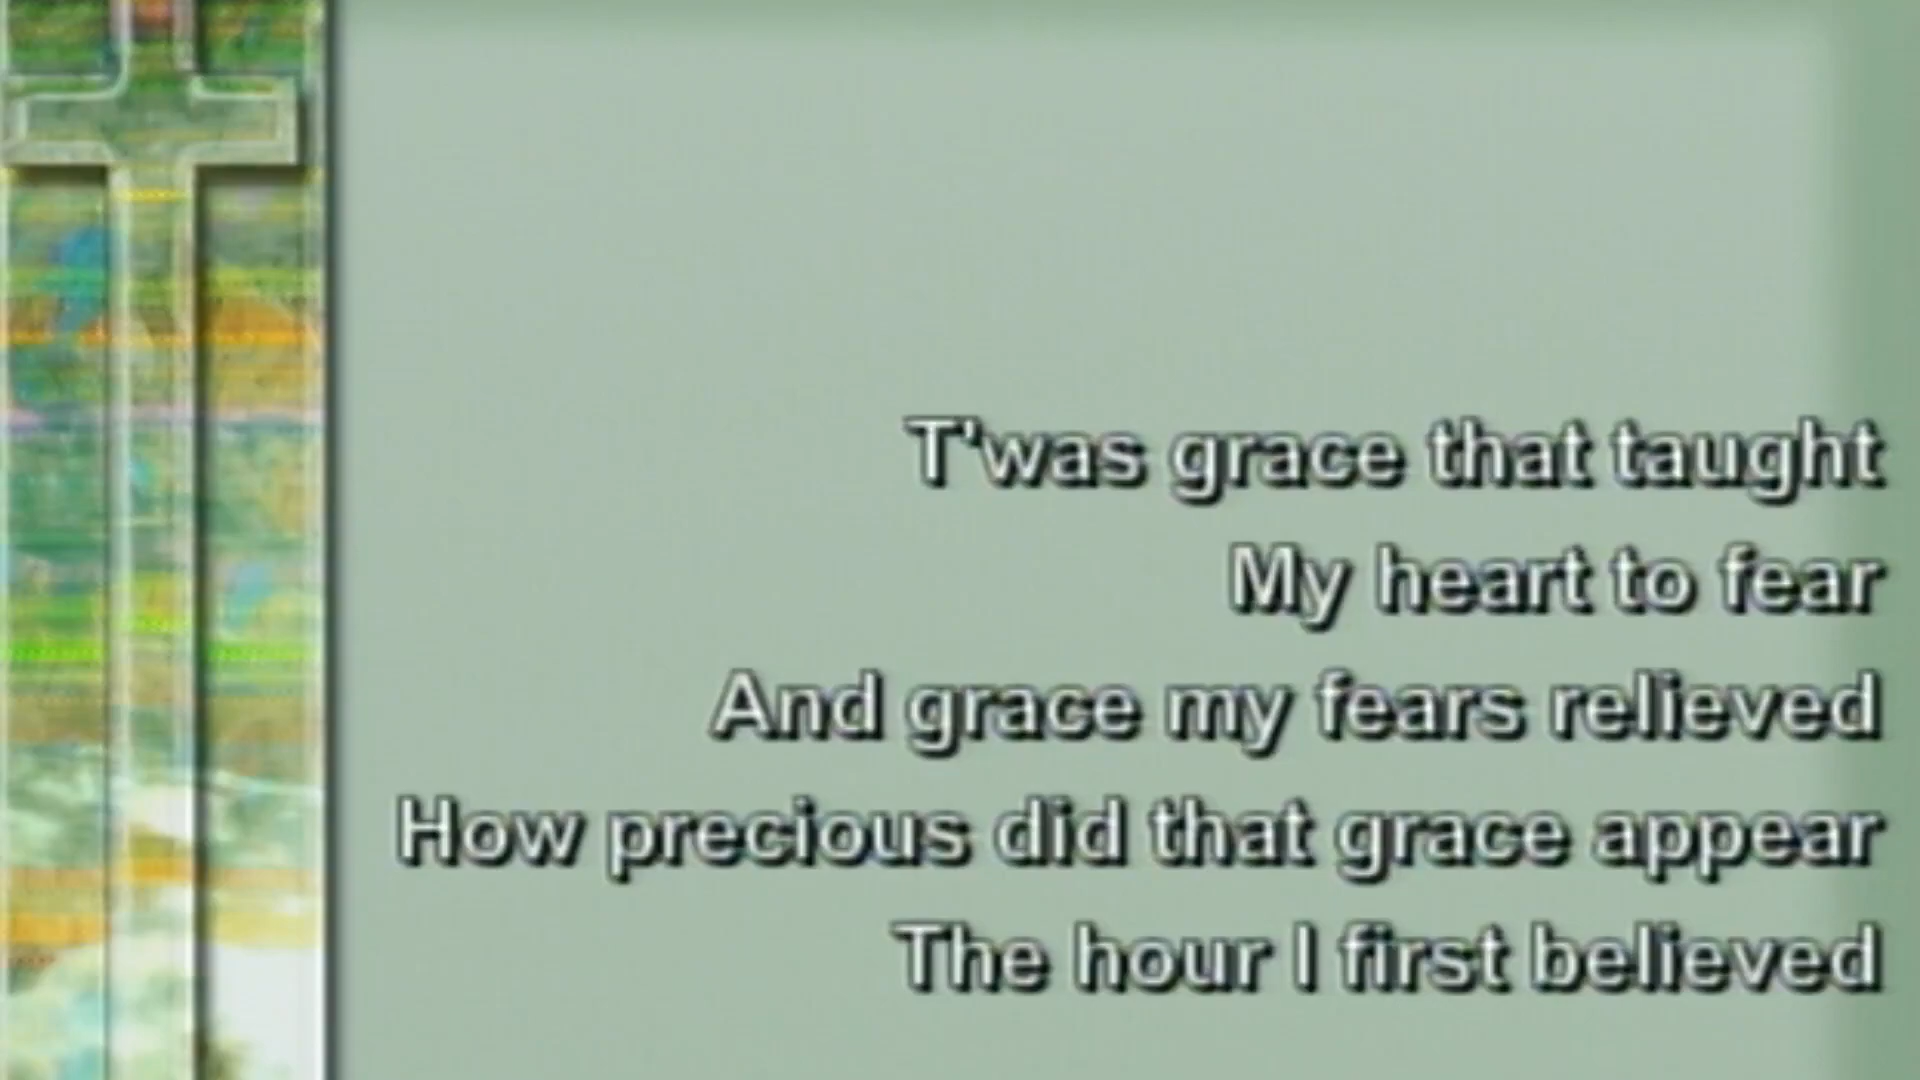 T'was grace that taught
My heart to fear
And grace my fears relieved
How precious did that grace appear
The hour I first believed